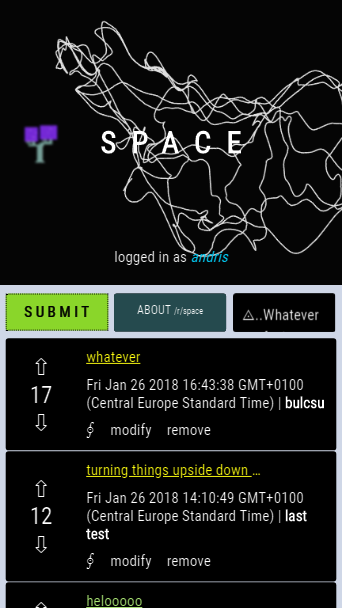 SPACE
logged in as andris
SUBMIT
ABOUT /r/space
⚠..Whatever
whatever
17
Fri Jan 26 2018 16:43:38 GMT+0100
(Central Europe Standard Time) | bulcsu
∮ modify remove
turning things upside down ...
12
Fri Jan 26 2018 14:10:49 GMT+0100
(Central Europe Standard Time) | last
test
∮ modify remove
helooooo